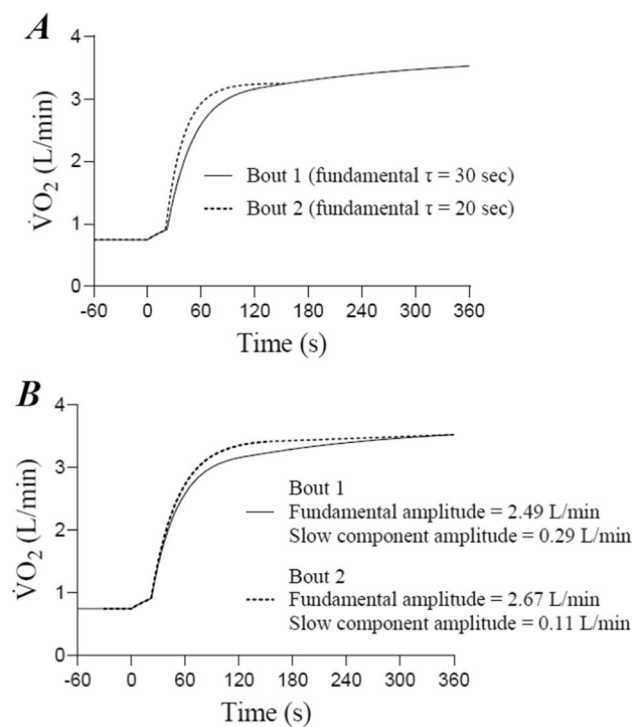 A
4
3
2
1
0
V̇O₂ (L/min)
Bout 1 (fundamental τ = 30 sec)
Bout 2 (fundamental τ = 20 sec)
-60 0 60 120 180 240 300 360
Time (s)
B
4
3
2
1
0
V̇O₂ (L/min)
Bout 1
Fundamental amplitude = 2.49 L/min
Slow component amplitude = 0.29 L/min
Bout 2
Fundamental amplitude = 2.67 L/min
Slow component amplitude = 0.11 L/min
-60 0 60 120 180 240 300 360
Time (s)